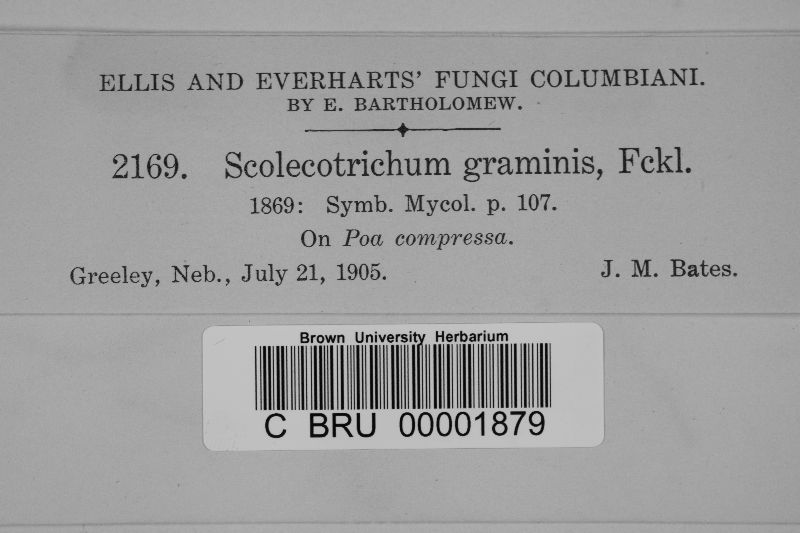 ELLIS AND EVERHARTS' FUNGI COLUMBIANI.
BY E. BARTHOLOMEW.
2169. Scolecotrichum graminis, Fckl.
1869: Symb. Mycol. p. 107.
On Poa compressa.
Greeley, Neb., July 21, 1905. J. M. Bates.
Brown University Herbarium
C BRU 00001879